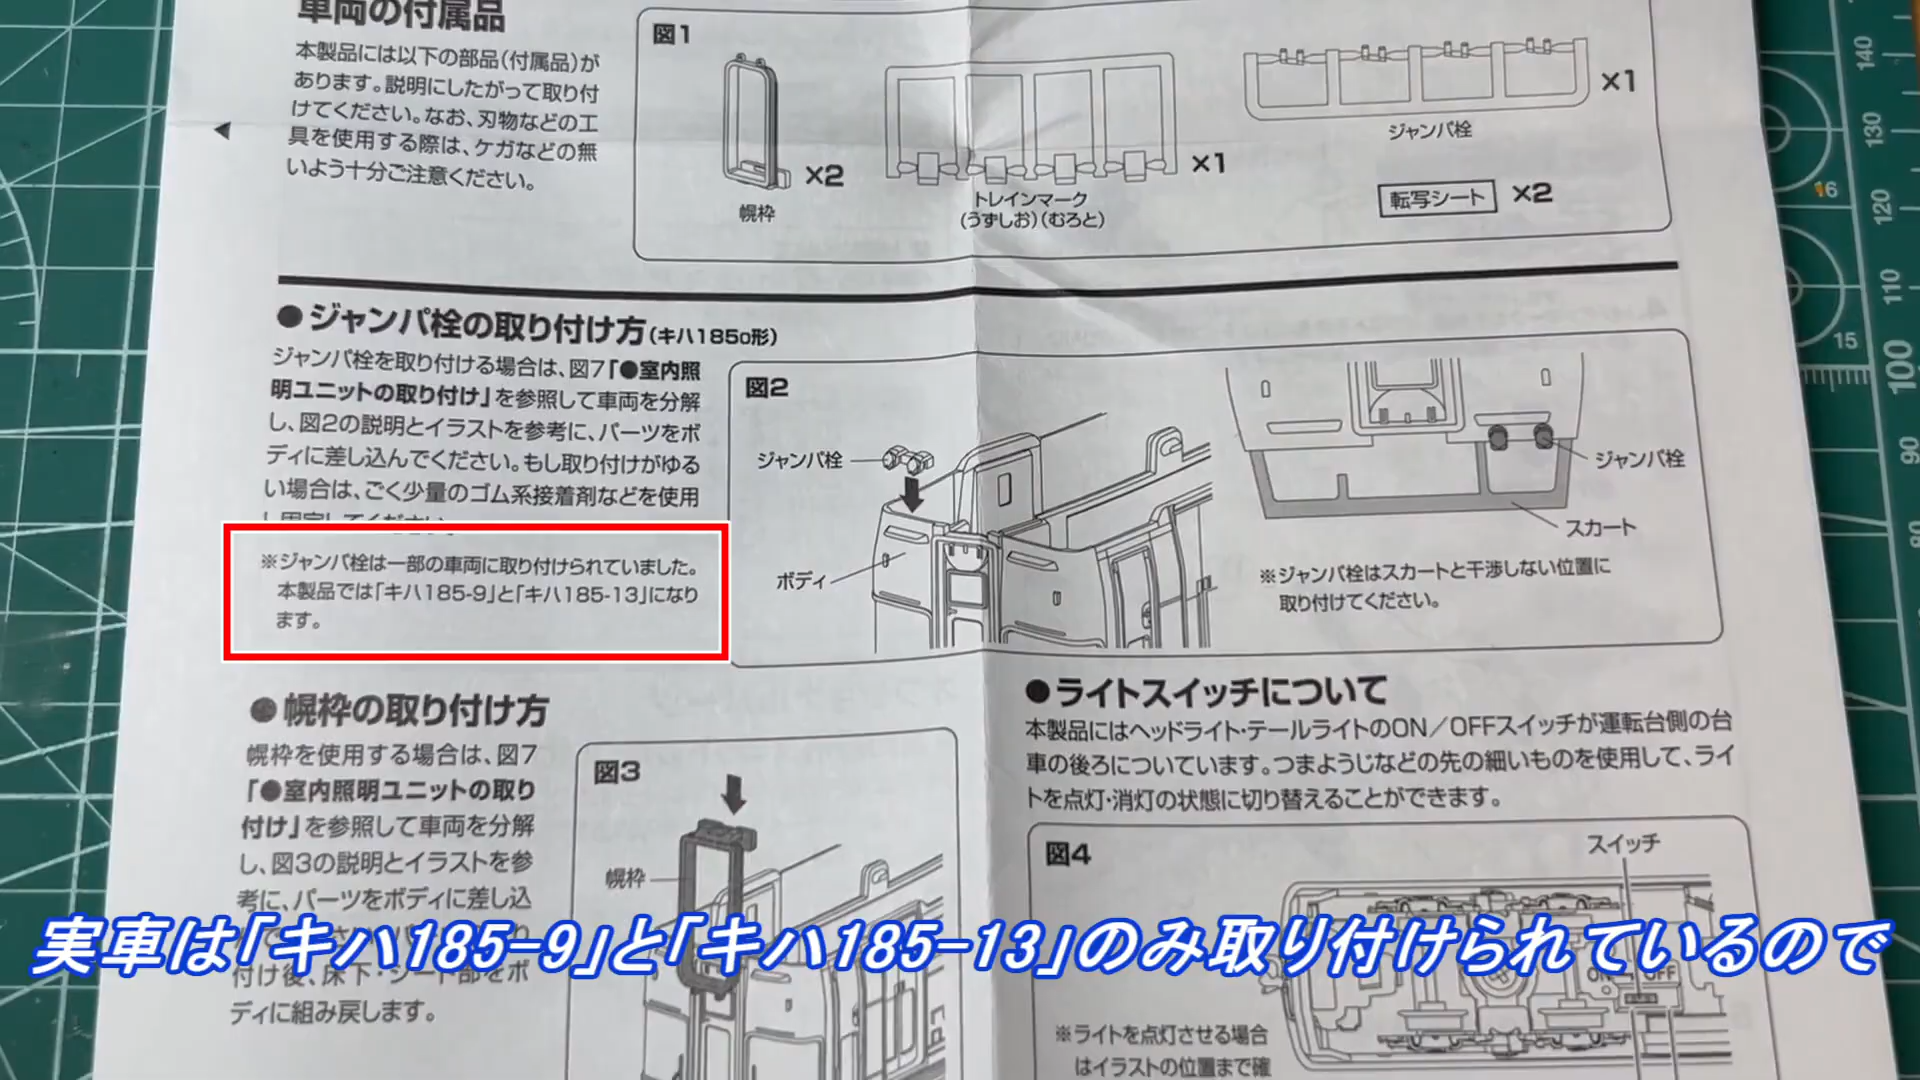 車両の付属品
本製品には以下の部品(付属品)が
あります。説明にしたがって取り付
けてください。なお、刃物などの工
具を使用する際は、ケガなどの無
いよう十分ご注意ください。
図1
×2
幌枠
×1
トレインマーク
(うずしお)(むろと)
×1
ジャンパ栓
転写シート ×2
●ジャンパ栓の取り付け方(キハ1850形)
ジャンパ栓を取り付ける場合は、図7「●室内照
明ユニットの取り付け」を参照して車両を分解
し、図2の説明とイラストを参考に、パーツをボ
ディに差し込んでください。もし取り付けがゆる
い場合は、ごく少量のゴム系接着剤などを使用
※ジャンパ栓は一部の車両に取り付けられていました。
本製品では「キハ185-9」と「キハ185-13」になり
ます。
図2
ジャンパ栓
ボディ
ジャンパ栓
スカート
※ジャンパ栓はスカートと干渉しない位置に
取り付けてください。
●幌枠の取り付け方
幌枠を使用する場合は、図7
「●室内照明ユニットの取り
付け」を参照して車両を分解
し、図3の説明とイラストを参
考に、パーツをボディに差し込
付け後、床下・シート部をボ
ディに組み戻します。
図3
幌枠
●ライトスイッチについて
本製品にはヘッドライト・テールライトのON/OFFスイッチが運転台側の台
車の後ろについています。つまようじなどの先の細いものを使用して、ライ
トを点灯・消灯の状態に切り替えることができます。
図4
スイッチ
ON OFF
※ライトを点灯させる場合
はイラストの位置まで確
実車は「キハ185-9」と「キハ185-13」のみ取り付けられているので
140
130
120
110
100
90
80
16
15